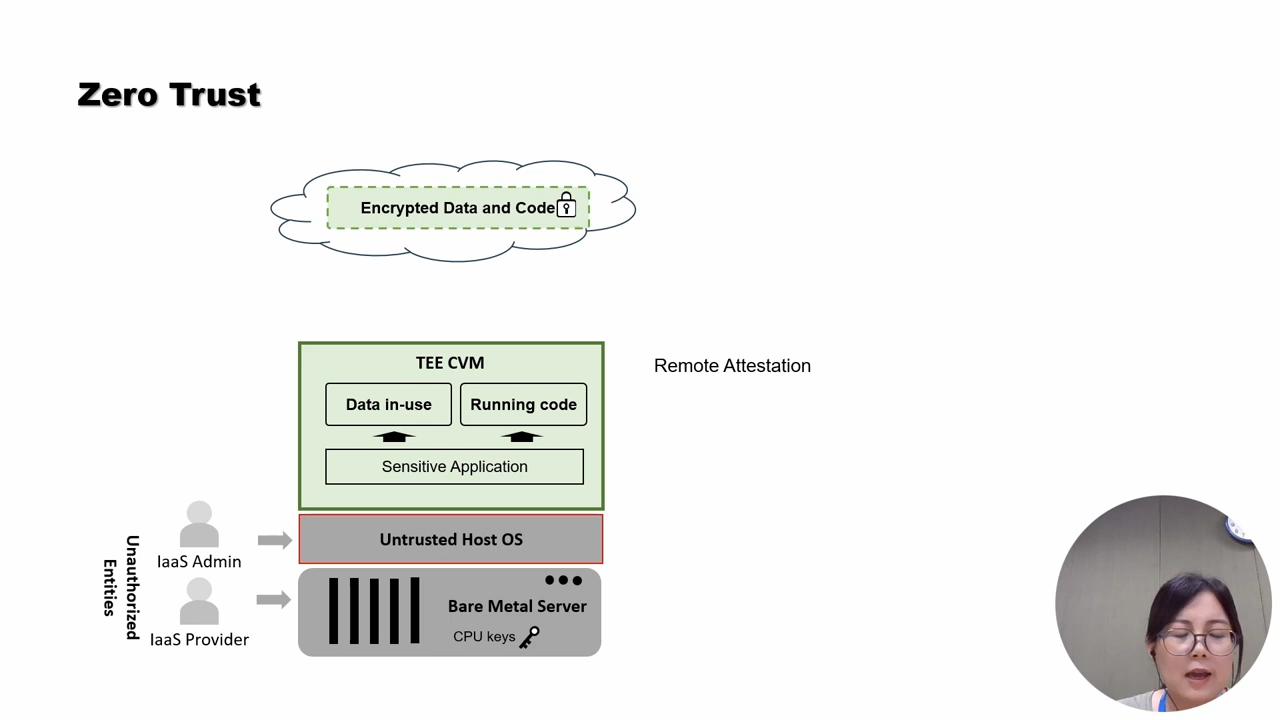 Zero Trust
Encrypted Data and Code
TEE CVM
Data in-use
Running code
Remote Attestation
Sensitive Application
Untrusted Host OS
IaaS Admin
Unauthorized
Entities
Bare Metal Server
CPU keys
IaaS Provider